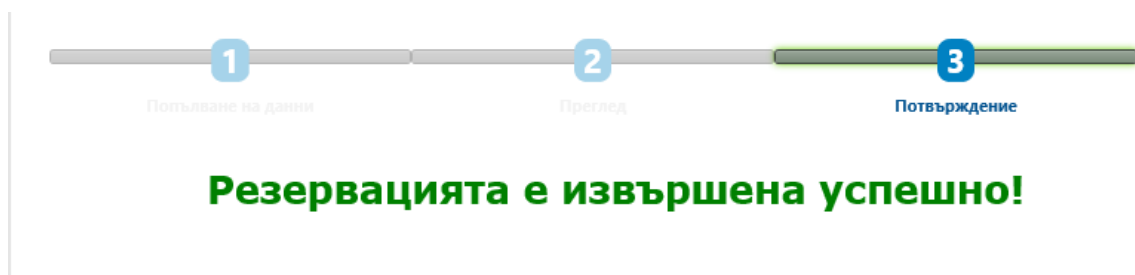 1 2 3
Попълване на данни Преглед Потвърждение
Резервацията е извършена успешно!